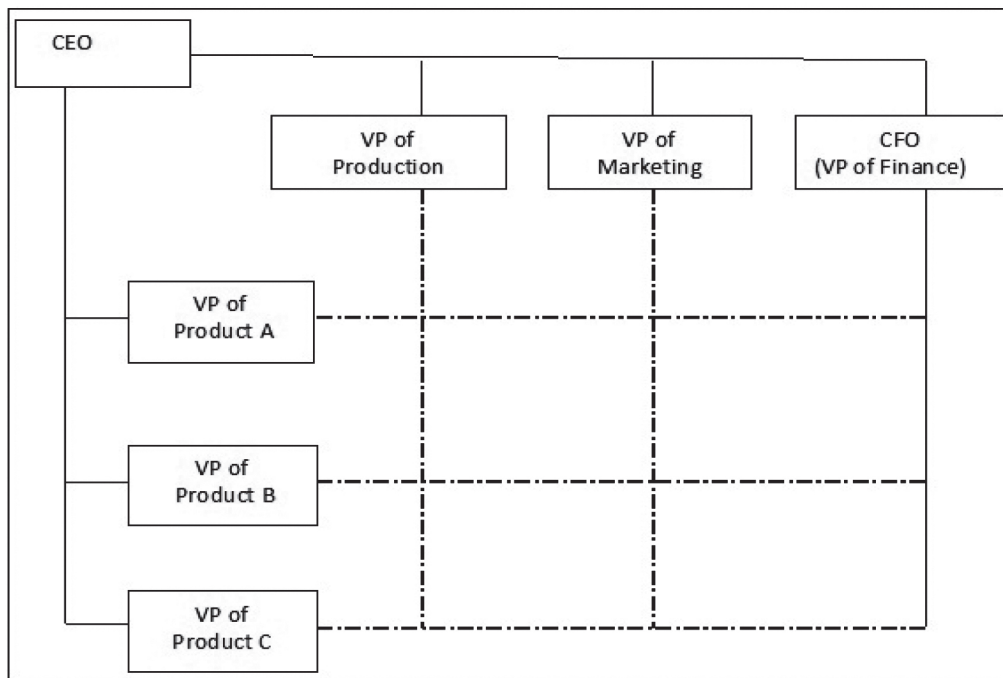 CEO
VP of
Production
VP of
Marketing
CFO
(VP of Finance)
VP of
Product A
VP of
Product B
VP of
Product C